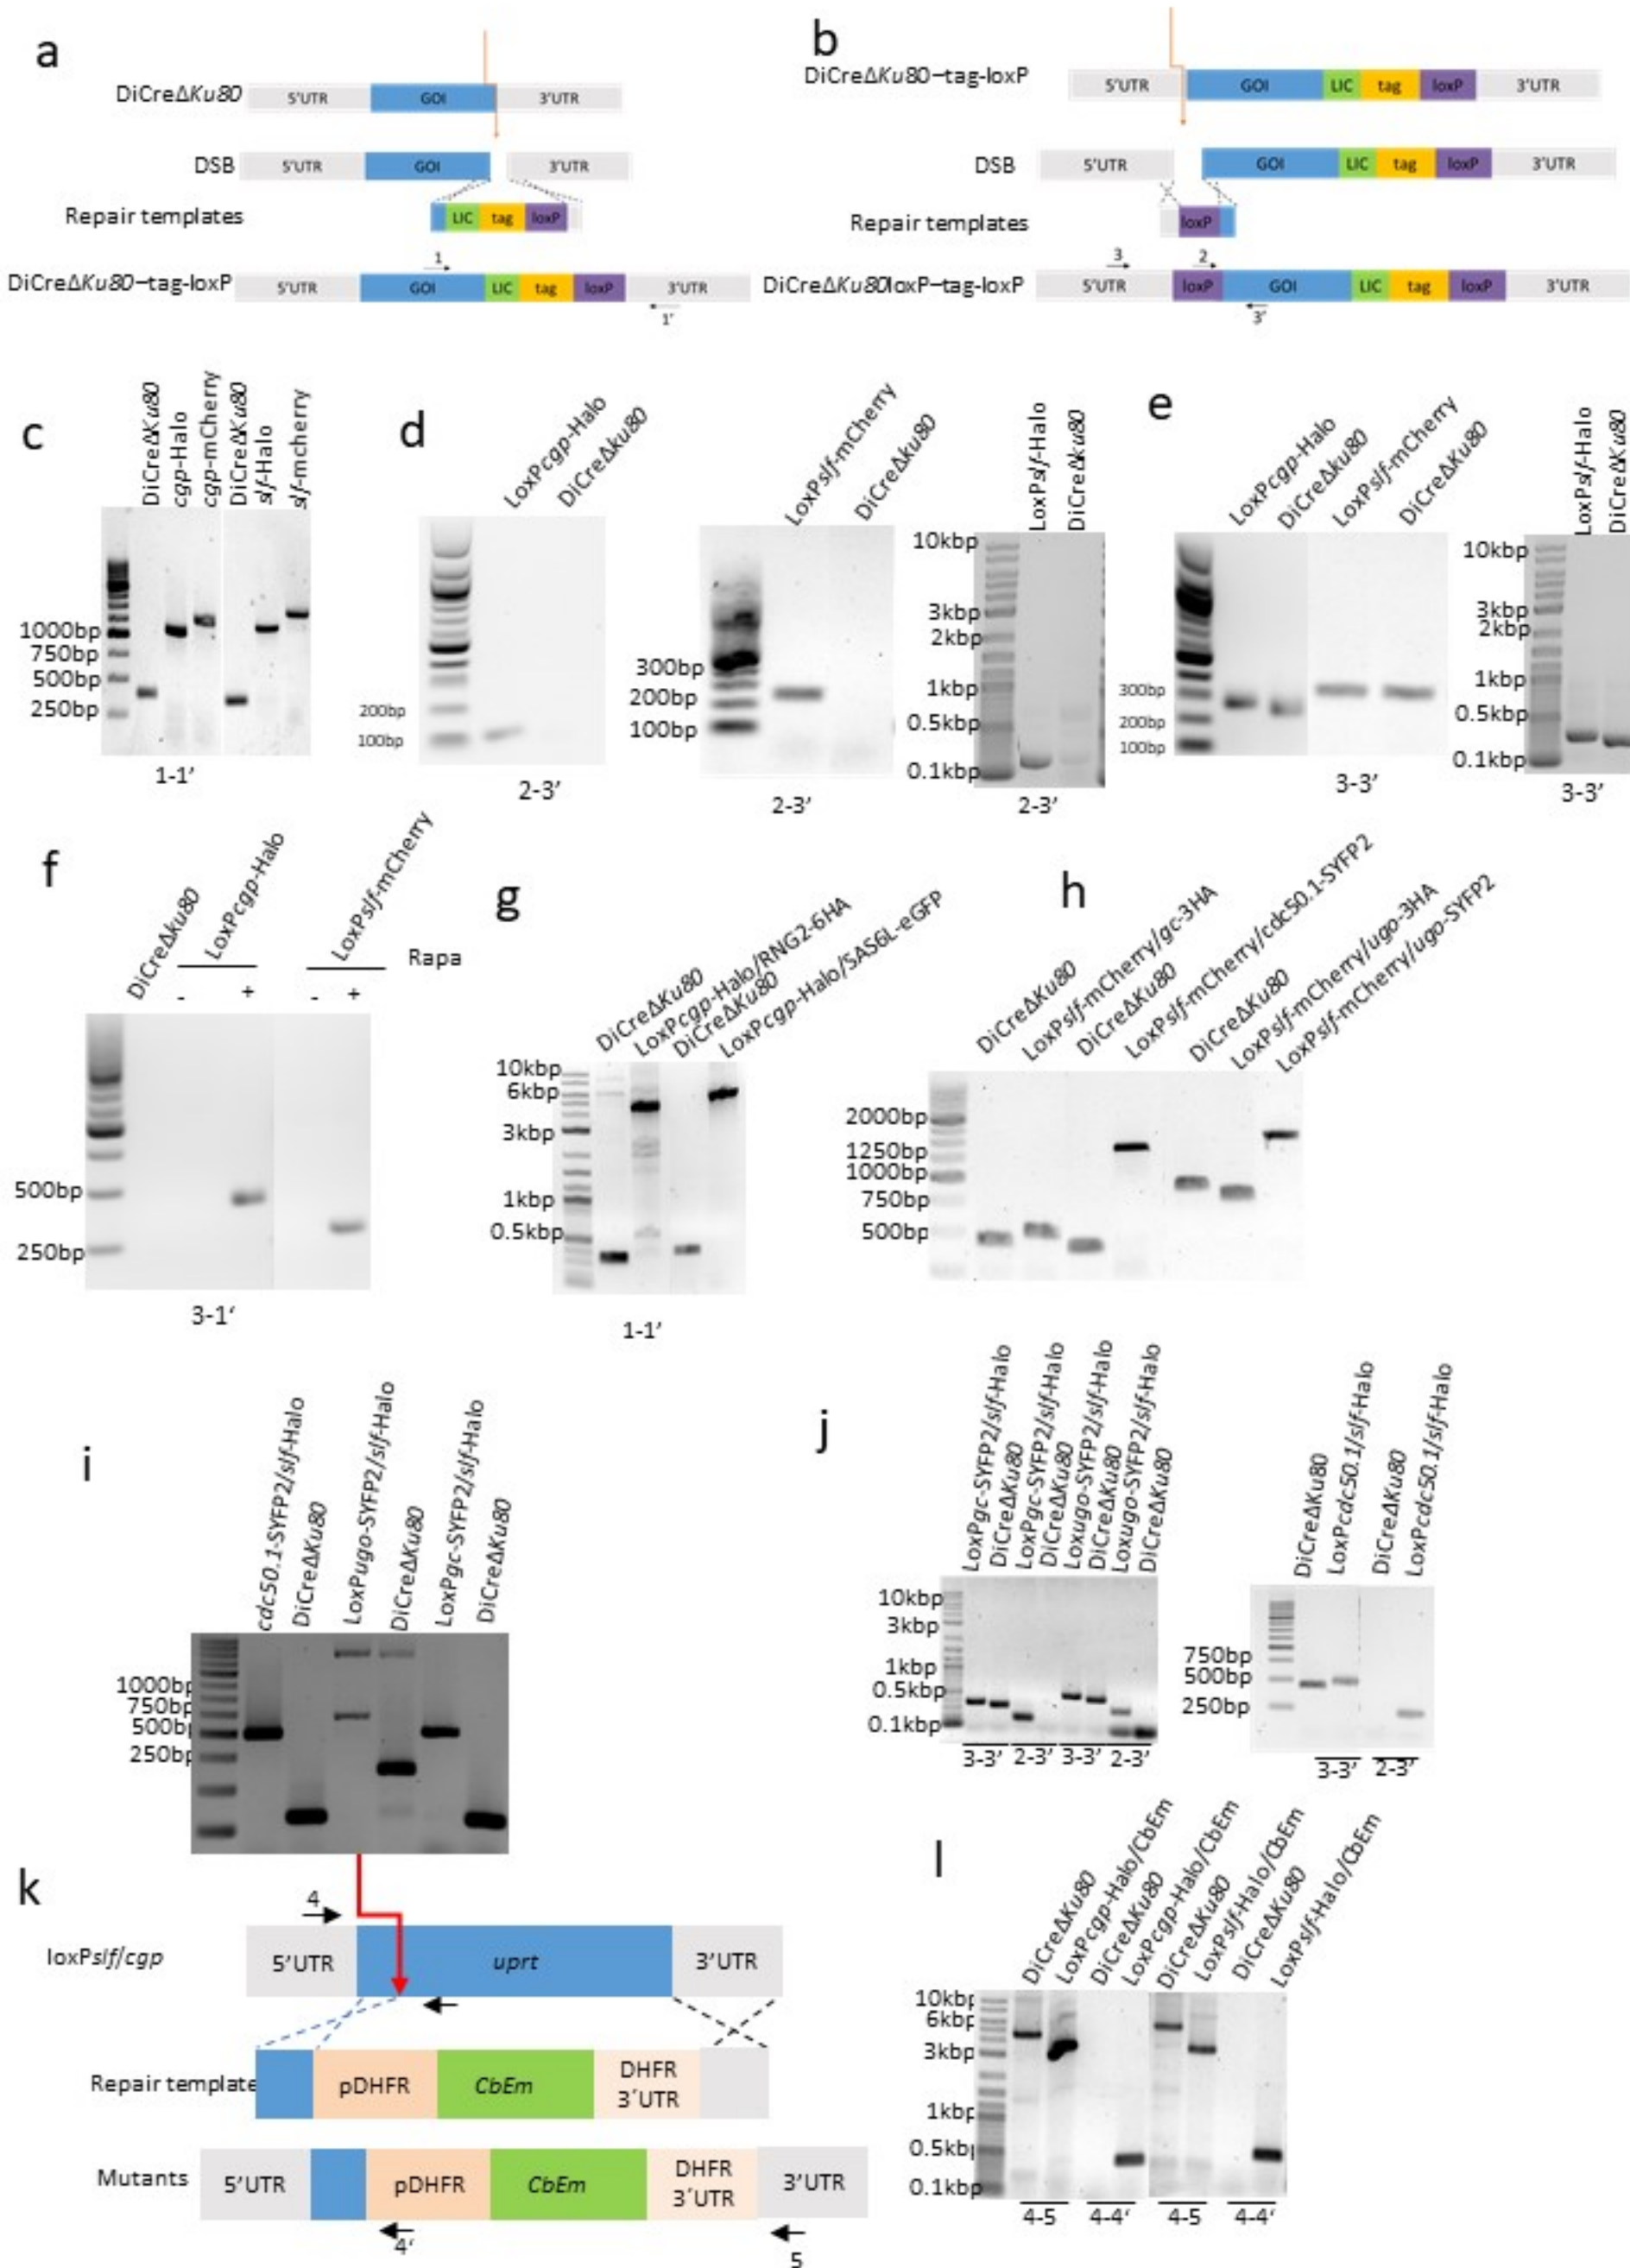 a
DiCreΔKu80
5'UTR GOI 3'UTR
DSB
5'UTR GOI 3'UTR
Repair templates
LIC tag loxP
1
DiCreΔKu80–tag-loxP
5'UTR GOI LIC tag loxP 3'UTR
1'
b
DiCreΔKu80–tag-loxP
5'UTR GOI LIC tag loxP 3'UTR
DSB
5'UTR GOI LIC tag loxP 3'UTR
Repair templates
loxP
3 2
DiCreΔKu80loxP–tag-loxP
5'UTR loxP GOI LIC tag loxP 3'UTR
3'
c
DiCreΔKu80
cgp-Halo
cgp-mCherry
DiCreΔKu80
slf-Halo
slf-mcherry
1000bp
750bp
500bp
250bp
1-1'
d
LoxPcgp-Halo
DiCreΔku80
200bp
100bp
2-3'
LoxPslf-mCherry
DiCreΔku80
300bp
200bp
100bp
2-3'
LoxPslf-Halo
DiCreΔku80
10kbp
3kbp
2kbp
1kbp
0.5kbp
0.1kbp
2-3'
e
LoxPcgp-Halo
DiCreΔku80
LoxPslf-mCherry
DiCreΔKu80
300bp
200bp
100bp
3-3'
LoxPslf-Halo
DiCreΔku80
10kbp
3kbp
2kbp
1kbp
0.5kbp
0.1kbp
3-3'
f
DiCreΔku80
LoxPcgp-Halo
LoxPslf-mCherry
Rapa
- + - +
500bp
250bp
3-1‘
g
DiCreΔKu80
LoxPcgp-Halo/RNG2-6HA
DiCreΔKu80
LoxPcgp-Halo/SAS6L-eGFP
10kbp
6kbp
3kbp
1kbp
0.5kbp
1-1’
h
DiCreΔKu80
LoxPslf-mCherry/gc-3HA
DiCreΔKu80
LoxPslf-mCherry/cdc50.1-SYFP2
DiCreΔKu80
LoxPslf-mCherry/ugo-3HA
LoxPslf-mCherry/ugo-SYFP2
2000bp
1250bp
1000bp
750bp
500bp
i
cdc50.1-SYFP2/slf-Halo
DiCreΔKu80
LoxPugo-SYFP2/slf-Halo
DiCreΔKu80
LoxPgc-SYFP2/slf-Halo
DiCreΔKu80
1000bp
750bp
500bp
250bp
j
LoxPgc-SYFP2/slf-Halo
DiCreΔKu80
LoxPgc-SYFP2/slf-Halo
DiCreΔKu80
Loxugo-SYFP2/slf-Halo
DiCreΔKu80
Loxugo-SYFP2/slf-Halo
DiCreΔKu80
10kbp
3kbp
1kbp
0.5kbp
0.1kbp
3-3’ 2-3’ 3-3’ 2-3’
DiCreΔKu80
LoxPcdc50.1/slf-Halo
DiCreΔKu80
LoxPcdc50.1/slf-Halo
750bp
500bp
250bp
3-3’ 2-3’
k
4
loxPslf/cgp
5’UTR uprt 3’UTR
Repair template
pDHFR CbEm DHFR 3´UTR
Mutants
5’UTR pDHFR CbEm DHFR 3´UTR 3’UTR
4‘
5
l
DiCreΔKu80
LoxPcgp-Halo/CbEm
DiCreΔKu80
LoxPcgp-Halo/CbEm
DiCreΔKu80
LoxPslf-Halo/CbEm
DiCreΔKu80
LoxPslf-Halo/CbEm
10kbp
6kbp
3kbp
1kbp
0.5kbp
0.1kbp
4-5 4-4‘ 4-5 4-4‘